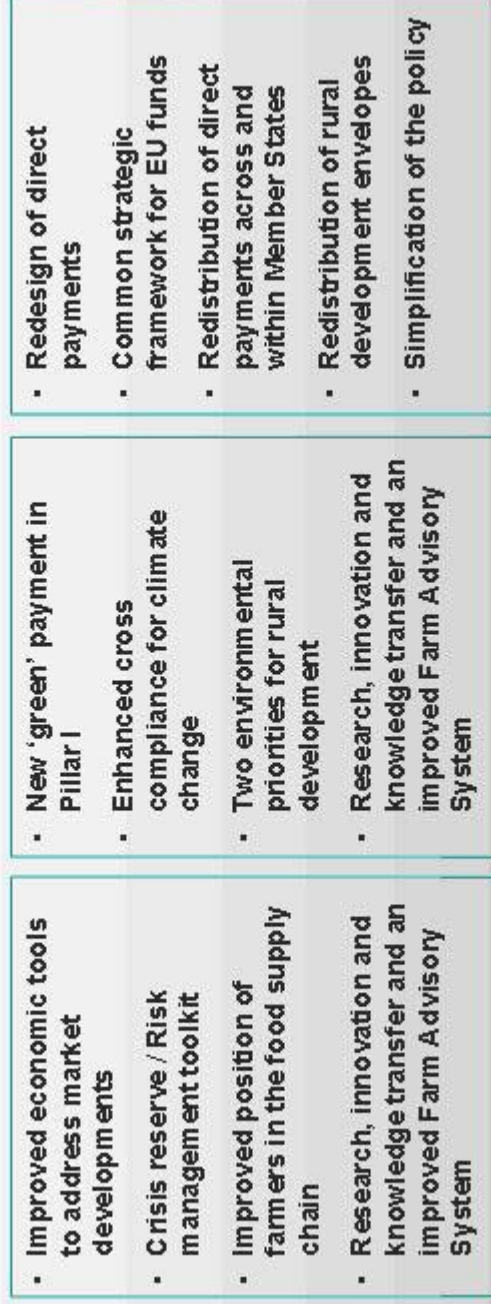 • Improved economic tools
to address market
developments
• Crisis reserve / Risk
management toolkit
• Improved position of
farmers in the food supply
chain
• Research, innovation and
knowledge transfer and an
improved Farm Advisory
System
• New ‘green’ payment in
Pillar I
• Enhanced cross
compliance for climate
change
• Two environmental
priorities for rural
development
• Research, innovation and
knowledge transfer and an
improved Farm Advisory
System
• Redesign of direct
payments
• Common strategic
framework for EU funds
• Redistribution of direct
payments across and
within Member States
• Redistribution of rural
development envelopes
• Simplification of the policy